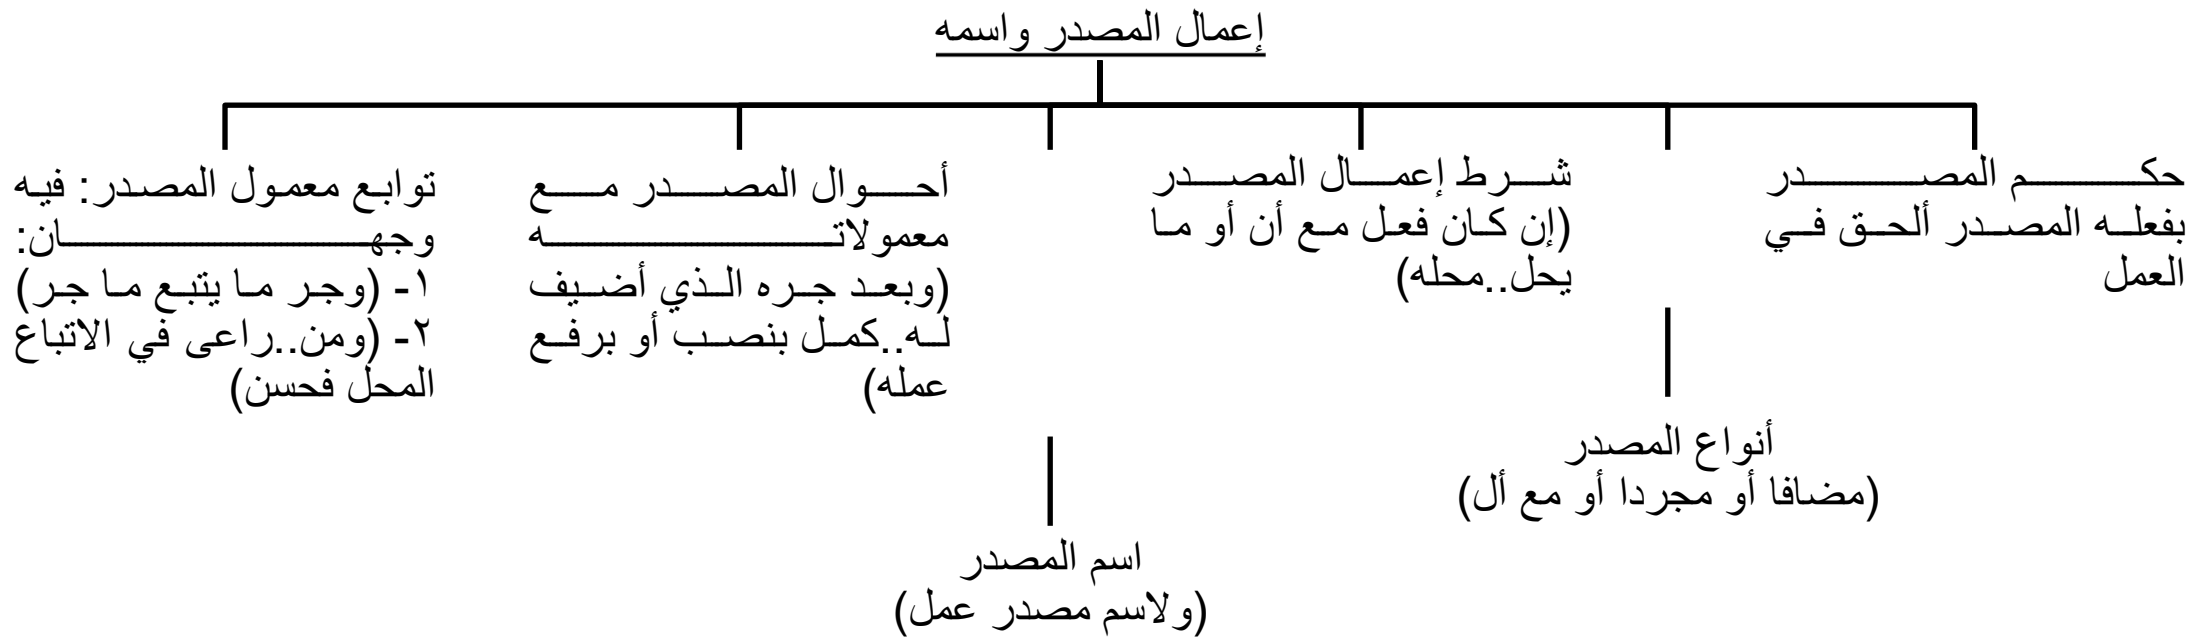 إعمال المصدر واسمه
حكم المصدر
بفعله المصدر ألحق في
العمل
أنواع المصدر
(مضافا أو مجردا أو مع أل)
شرط إعمال المصدر
(إن كان فعل مع أن أو ما
يحل..محله)
اسم المصدر
(ولاسم مصدر عمل)
أحوال المصدر مع
معمولاته
(وبعد جره الذي أضيف
له..كمل بنصب أو برفع
عمله)
توابع معمول المصدر: فيه
وجهان:
١- (وجر ما يتبع ما جر)
٢- (ومن..راعى في الاتباع
المحل فحسن)